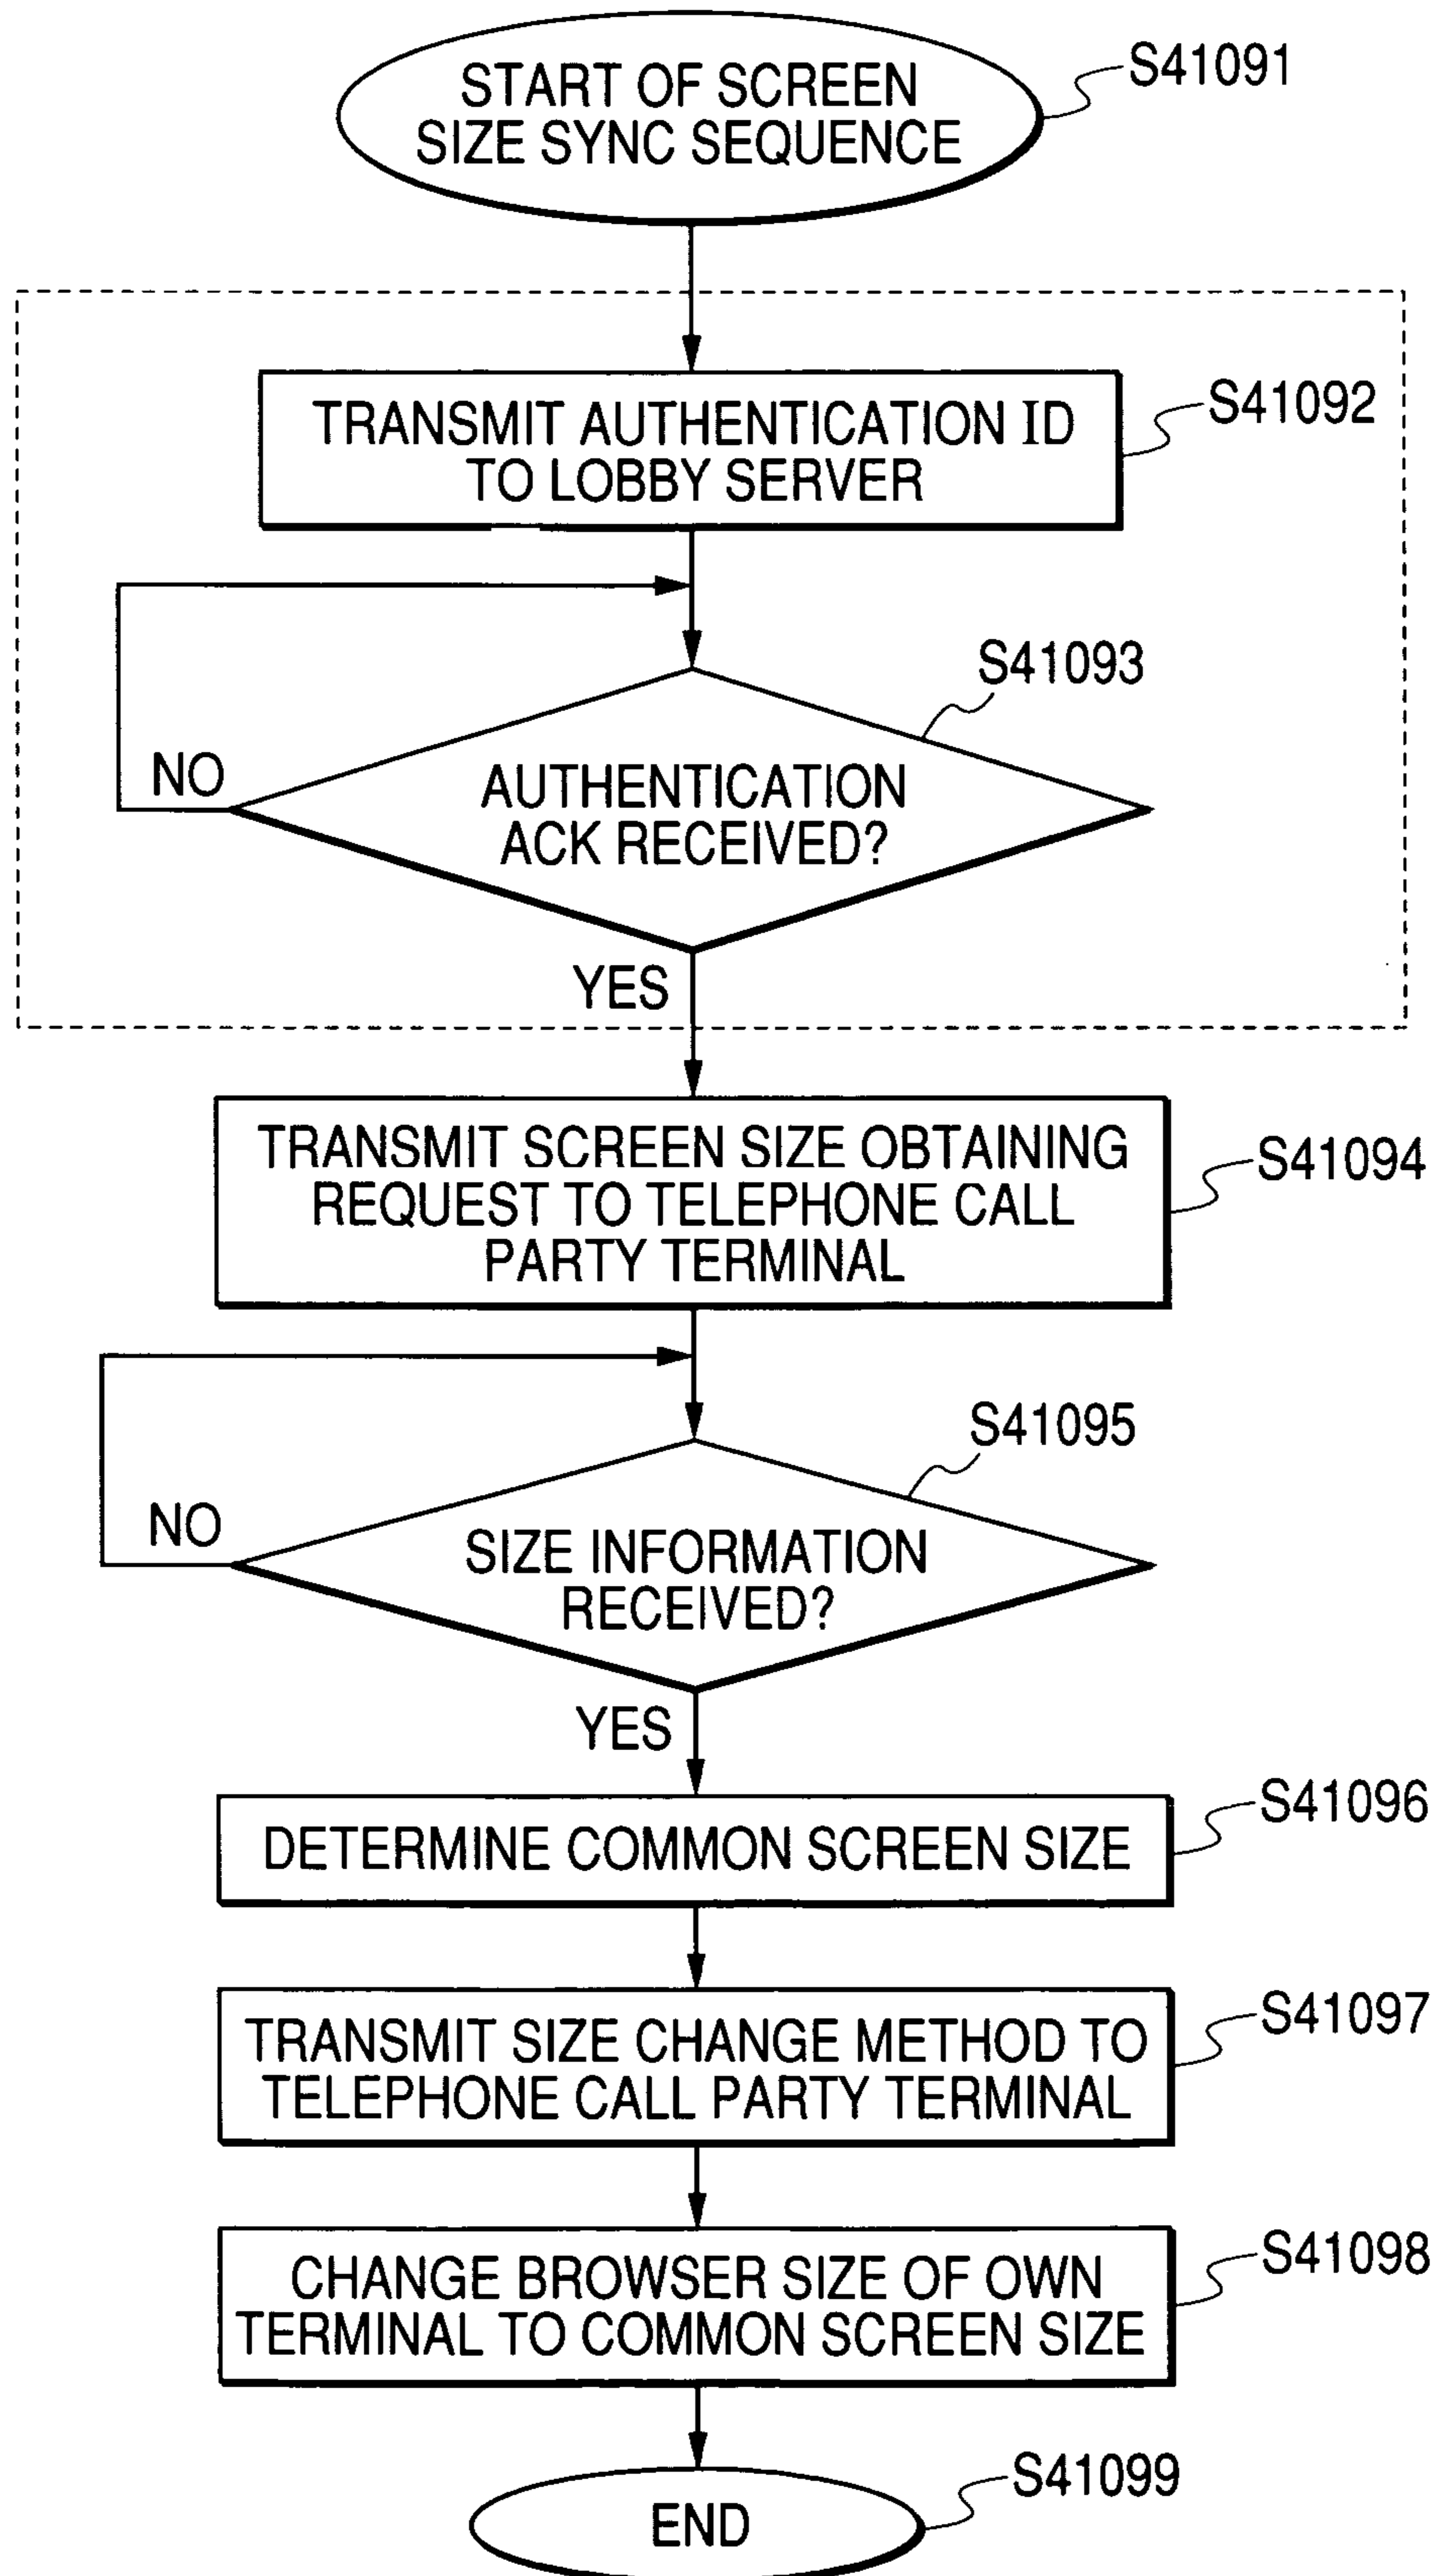 START OF SCREEN
SIZE SYNC SEQUENCE
S41091
TRANSMIT AUTHENTICATION ID
TO LOBBY SERVER
S41092
S41093
NO
AUTHENTICATION
ACK RECEIVED?
YES
TRANSMIT SCREEN SIZE OBTAINING
REQUEST TO TELEPHONE CALL
PARTY TERMINAL
S41094
S41095
NO
SIZE INFORMATION
RECEIVED?
YES
S41096
DETERMINE COMMON SCREEN SIZE
S41097
TRANSMIT SIZE CHANGE METHOD TO
TELEPHONE CALL PARTY TERMINAL
S41098
CHANGE BROWSER SIZE OF OWN
TERMINAL TO COMMON SCREEN SIZE
S41099
END